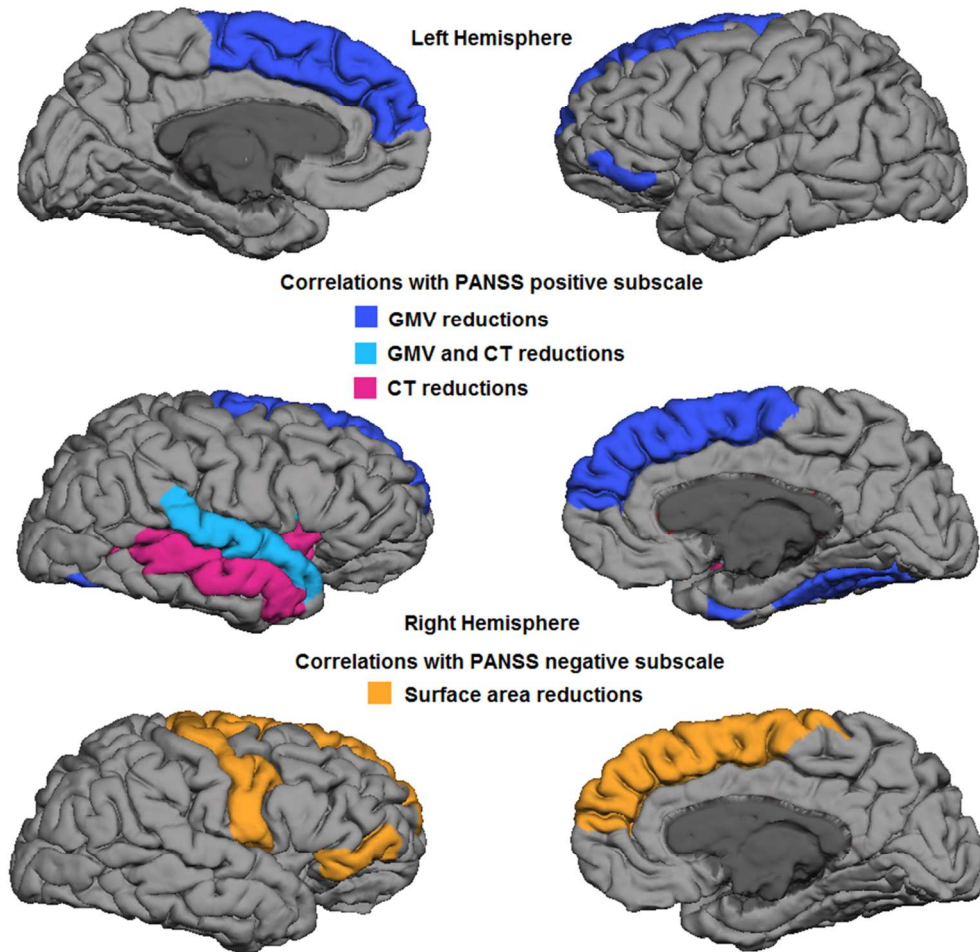 Left Hemisphere
Correlations with PANSS positive subscale
GMV reductions
GMV and CT reductions
CT reductions
Right Hemisphere
Correlations with PANSS negative subscale
Surface area reductions